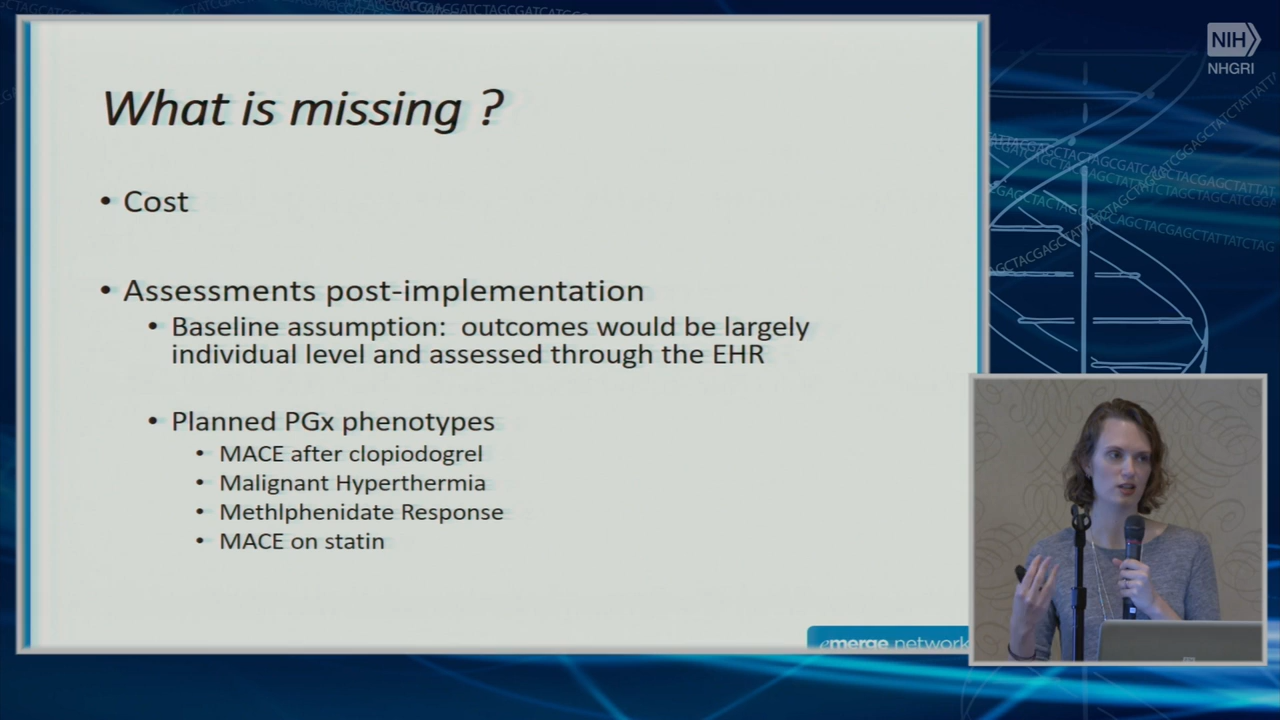 NIH
NHGRI
What is missing ?
• Cost
• Assessments post-implementation
• Baseline assumption: outcomes would be largely
individual level and assessed through the EHR
• Planned PGx phenotypes
• MACE after clopiodogrel
• Malignant Hyperthermia
• Methlphenidate Response
• MACE on statin
emerge network